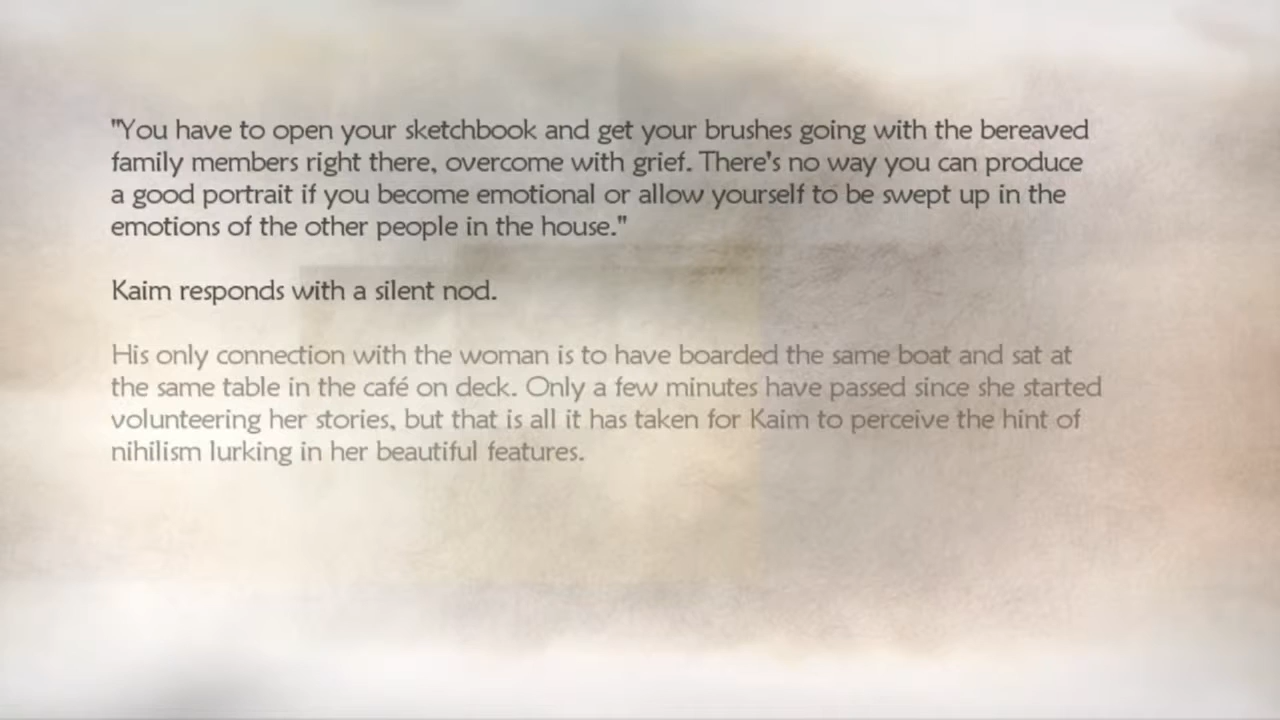 "You have to open your sketchbook and get your brushes going with the bereaved
family members right there, overcome with grief. There's no way you can produce
a good portrait if you become emotional or allow yourself to be swept up in the
emotions of the other people in the house."
Kaim responds with a silent nod.
His only connection with the woman is to have boarded the same boat and sat at
the same table in the café on deck. Only a few minutes have passed since she started
volunteering her stories, but that is all it has taken for Kaim to perceive the hint of
nihilism lurking in her beautiful features.